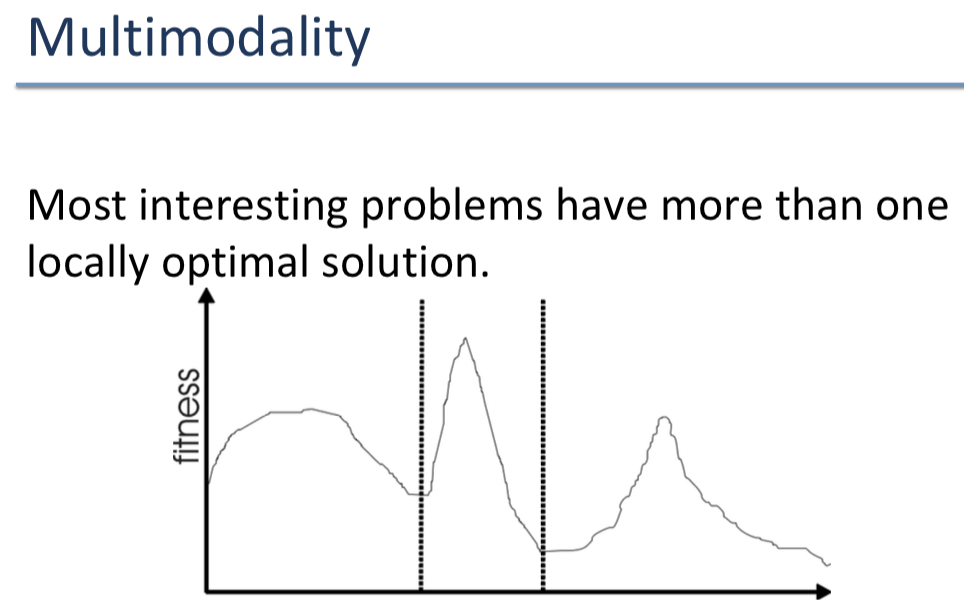 Multimodality
Most interesting problems have more than one
locally optimal solution.
fitness